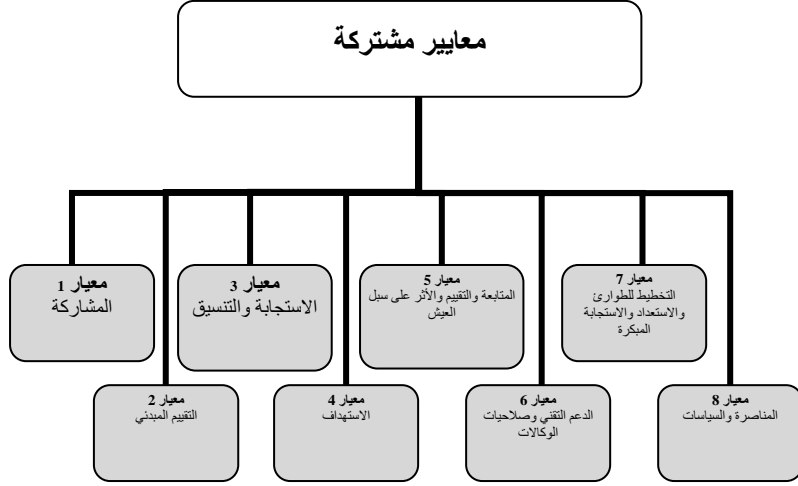 معايير مشتركة
معيار 1
المشاركة
معيار 2
التقييم المبدئي
معيار 3
الاستجابة والتنسيق
معيار 4
الاستهداف
معيار 5
المتابعة والتقييم والأثر على سبل
العيش
معيار 6
الدعم التقني وصلاحيات
الوكالات
معيار 7
التخطيط للطوارئ
والاستعداد والاستجابة
المبكرة
معيار 8
المناصرة والسياسات